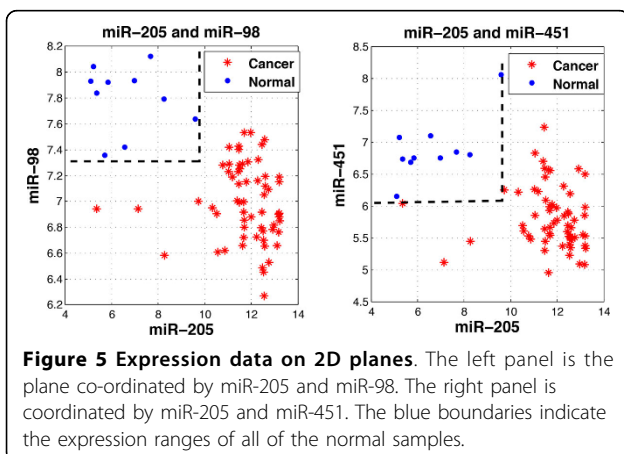 miR−205 and miR−98
8.2
8
7.8
7.6
7.4
7.2
7
6.8
6.6
6.4
6.2
miR−98
Cancer
Normal
4 6 8 10 12 14
miR−205
miR−205 and miR−451
8.5
8
7.5
7
6.5
6
5.5
5
4.5
miR−451
Cancer
Normal
4 6 8 10 12 14
miR−205
Figure 5 Expression data on 2D planes. The left panel is the
plane co-ordinated by miR-205 and miR-98. The right panel is
coordinated by miR-205 and miR-451. The blue boundaries indicate
the expression ranges of all of the normal samples.